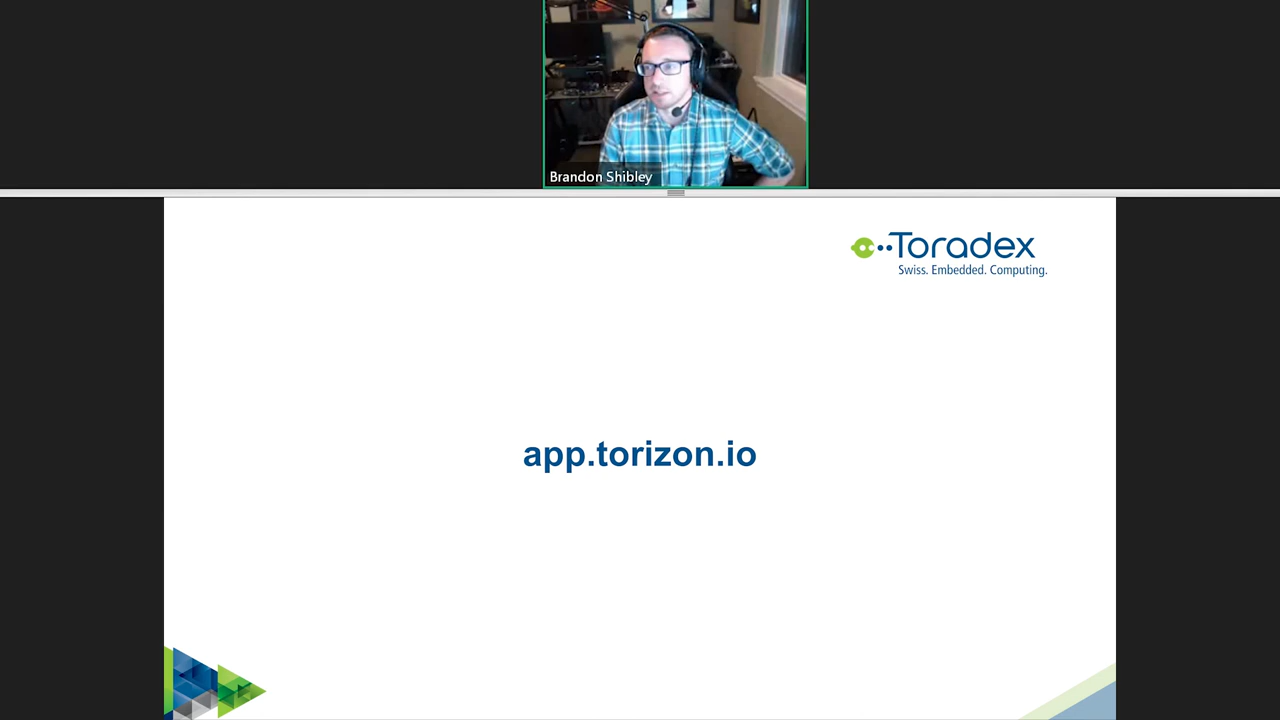 Brandon Shibley
Toradex
Swiss. Embedded. Computing.
app.torizon.io